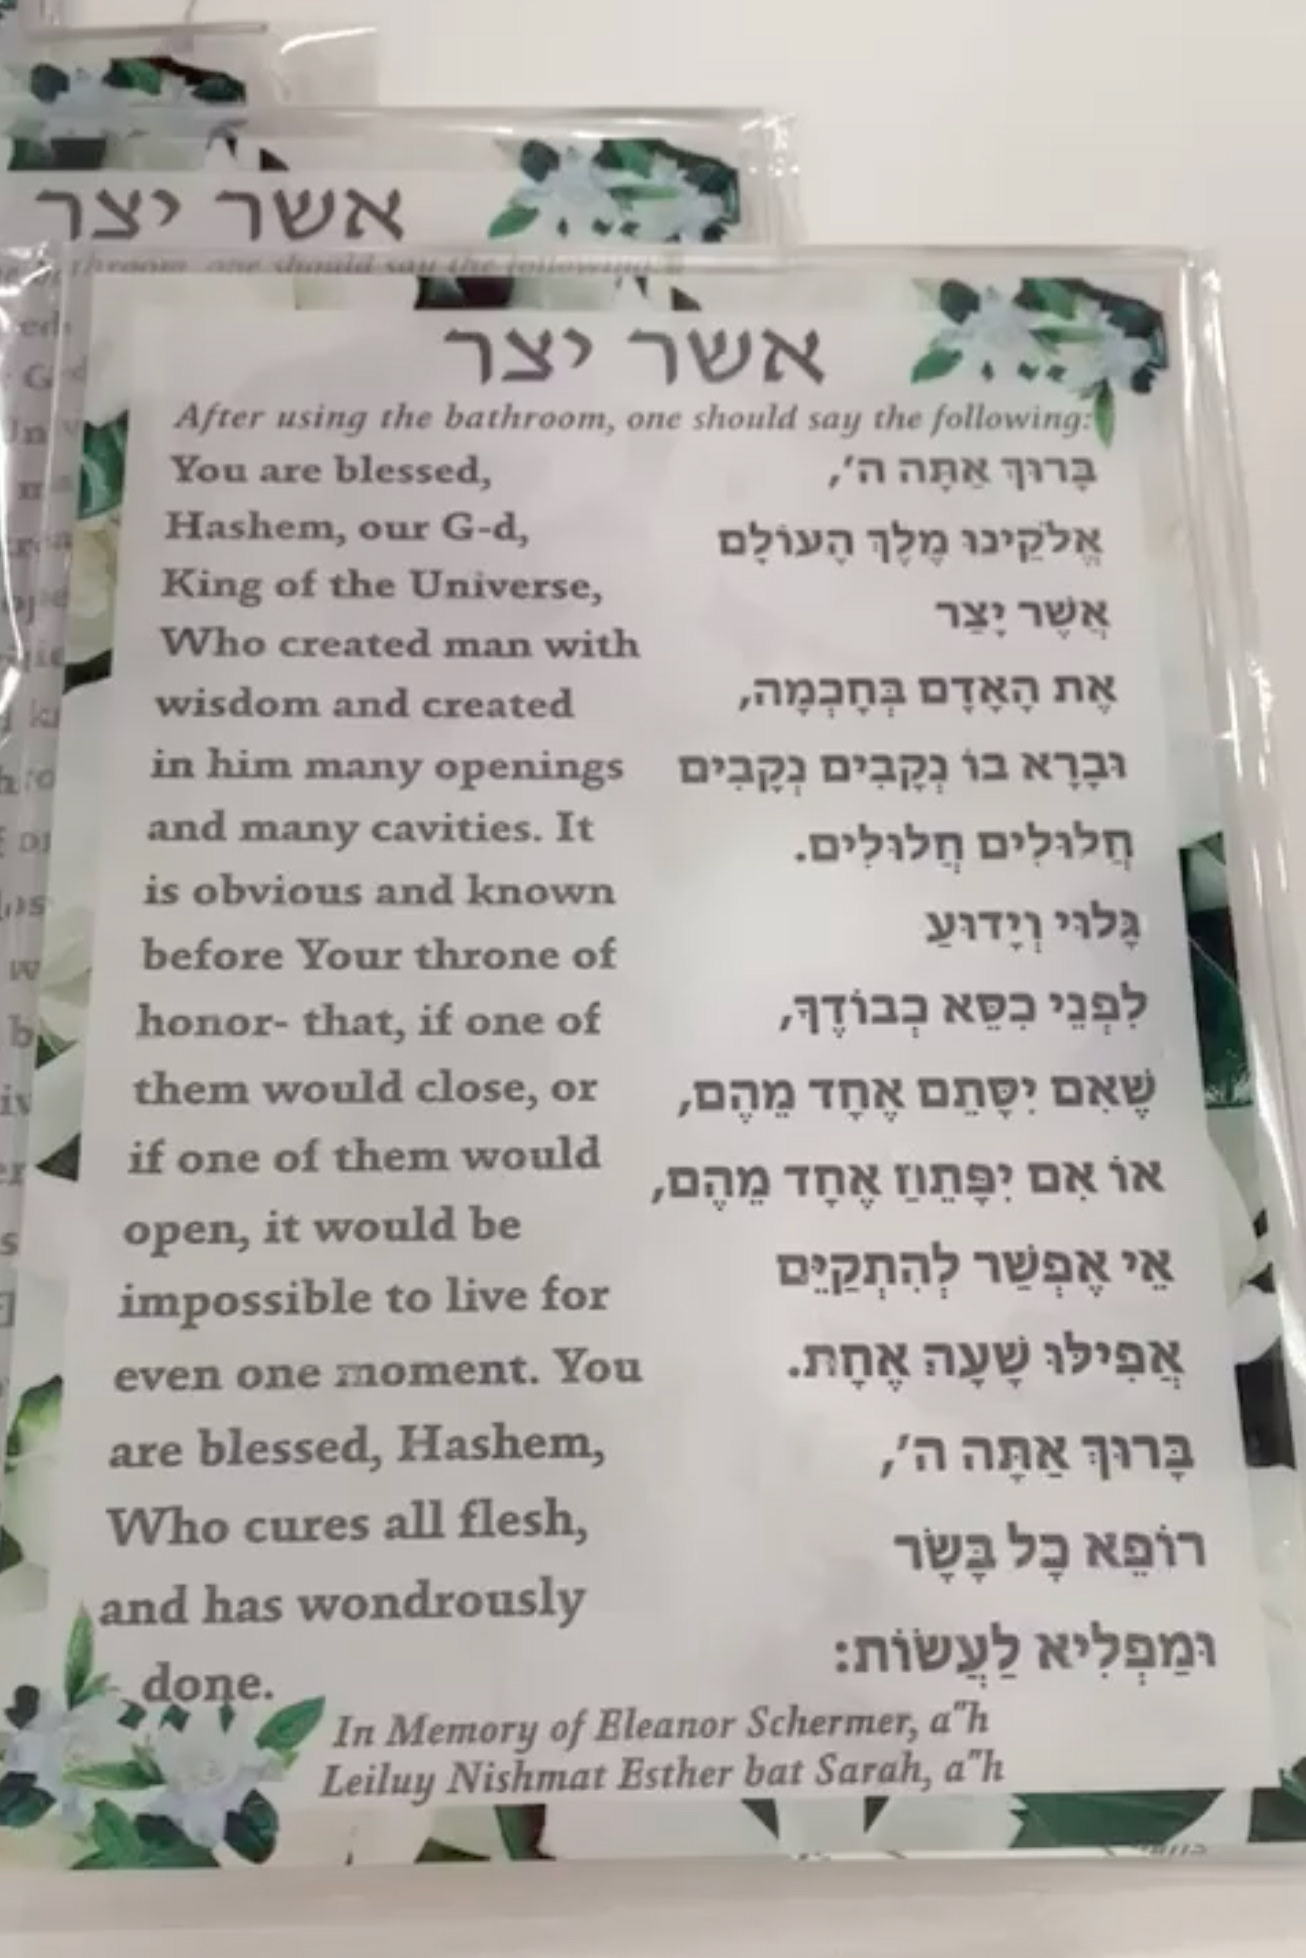 אשר יצר
אשר יצר
After using the bathroom, one should say the following:
You are blessed,
Hashem, our G-d,
King of the Universe,
Who created man with
wisdom and created
in him many openings
and many cavities. It
is obvious and known
before Your throne of
honor- that, if one of
them would close, or
if one of them would
open, it would be
impossible to live for
even one moment. You
are blessed, Hashem,
Who cures all flesh,
and has wondrously
done.
בָּרוּךְ אַתָּה ה',
אֱלֹקֵינוּ מֶלֶךְ הָעוֹלָם
אֲשֶׁר יָצַר
אֶת הָאָדָם בְּחָכְמָה,
וּבָרָא בוֹ נְקָבִים נְקָבִים
חֲלוּלִים חֲלוּלִים.
גָּלוּי וְיָדוּעַ
לִפְנֵי כִסֵּא כְבוֹדֶךָ,
שֶׁאִם יִסָּתֵם אֶחָד מֵהֶם,
אוֹ אִם יִפָּתֵחַ אֶחָד מֵהֶם,
אֵי אֶפְשַׁר לְהִתְקַיֵּם
אֲפִילוּ שָׁעָה אֶחָת.
בָּרוּךְ אַתָּה ה',
רוֹפֵא כָל בָּשָׂר
וּמַפְלִיא לַעֲשׂוֹת:
In Memory of Eleanor Schermer, a"h
Leiluy Nishmat Esther bat Sarah, a"h